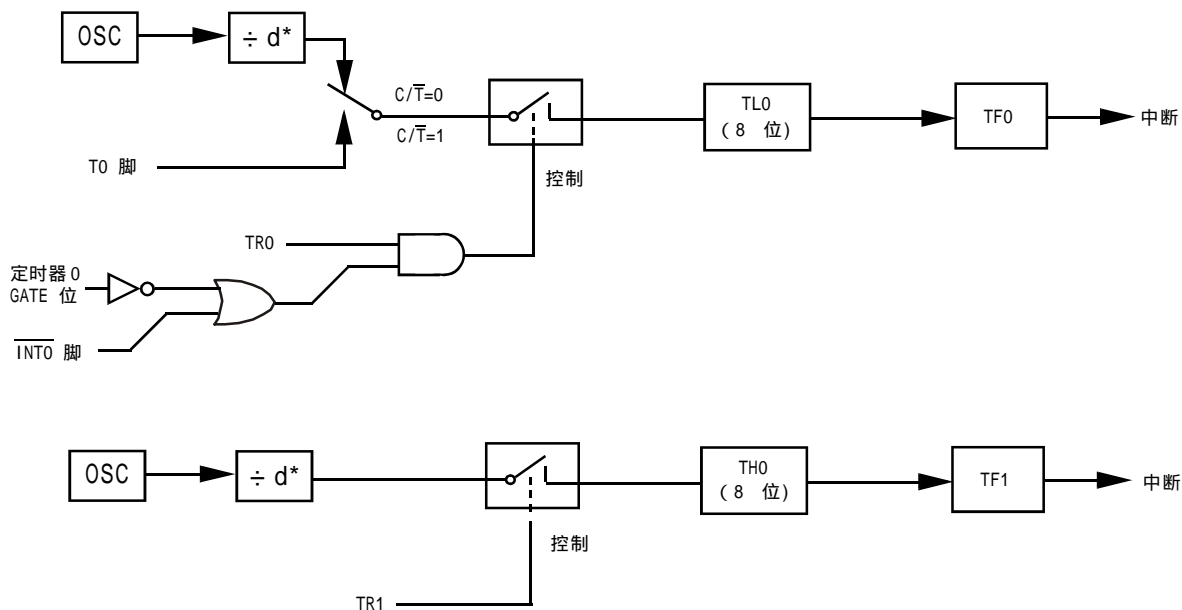 OSC
÷ d*
C/T̅=0
C/T̅=1
T0 脚
控制
TL0
(8 位)
TF0
中断
TR0
定时器0
GATE 位
I̅N̅T̅0̅ 脚
OSC
÷ d*
控制
TR1
TH0
(8 位)
TF1
中断